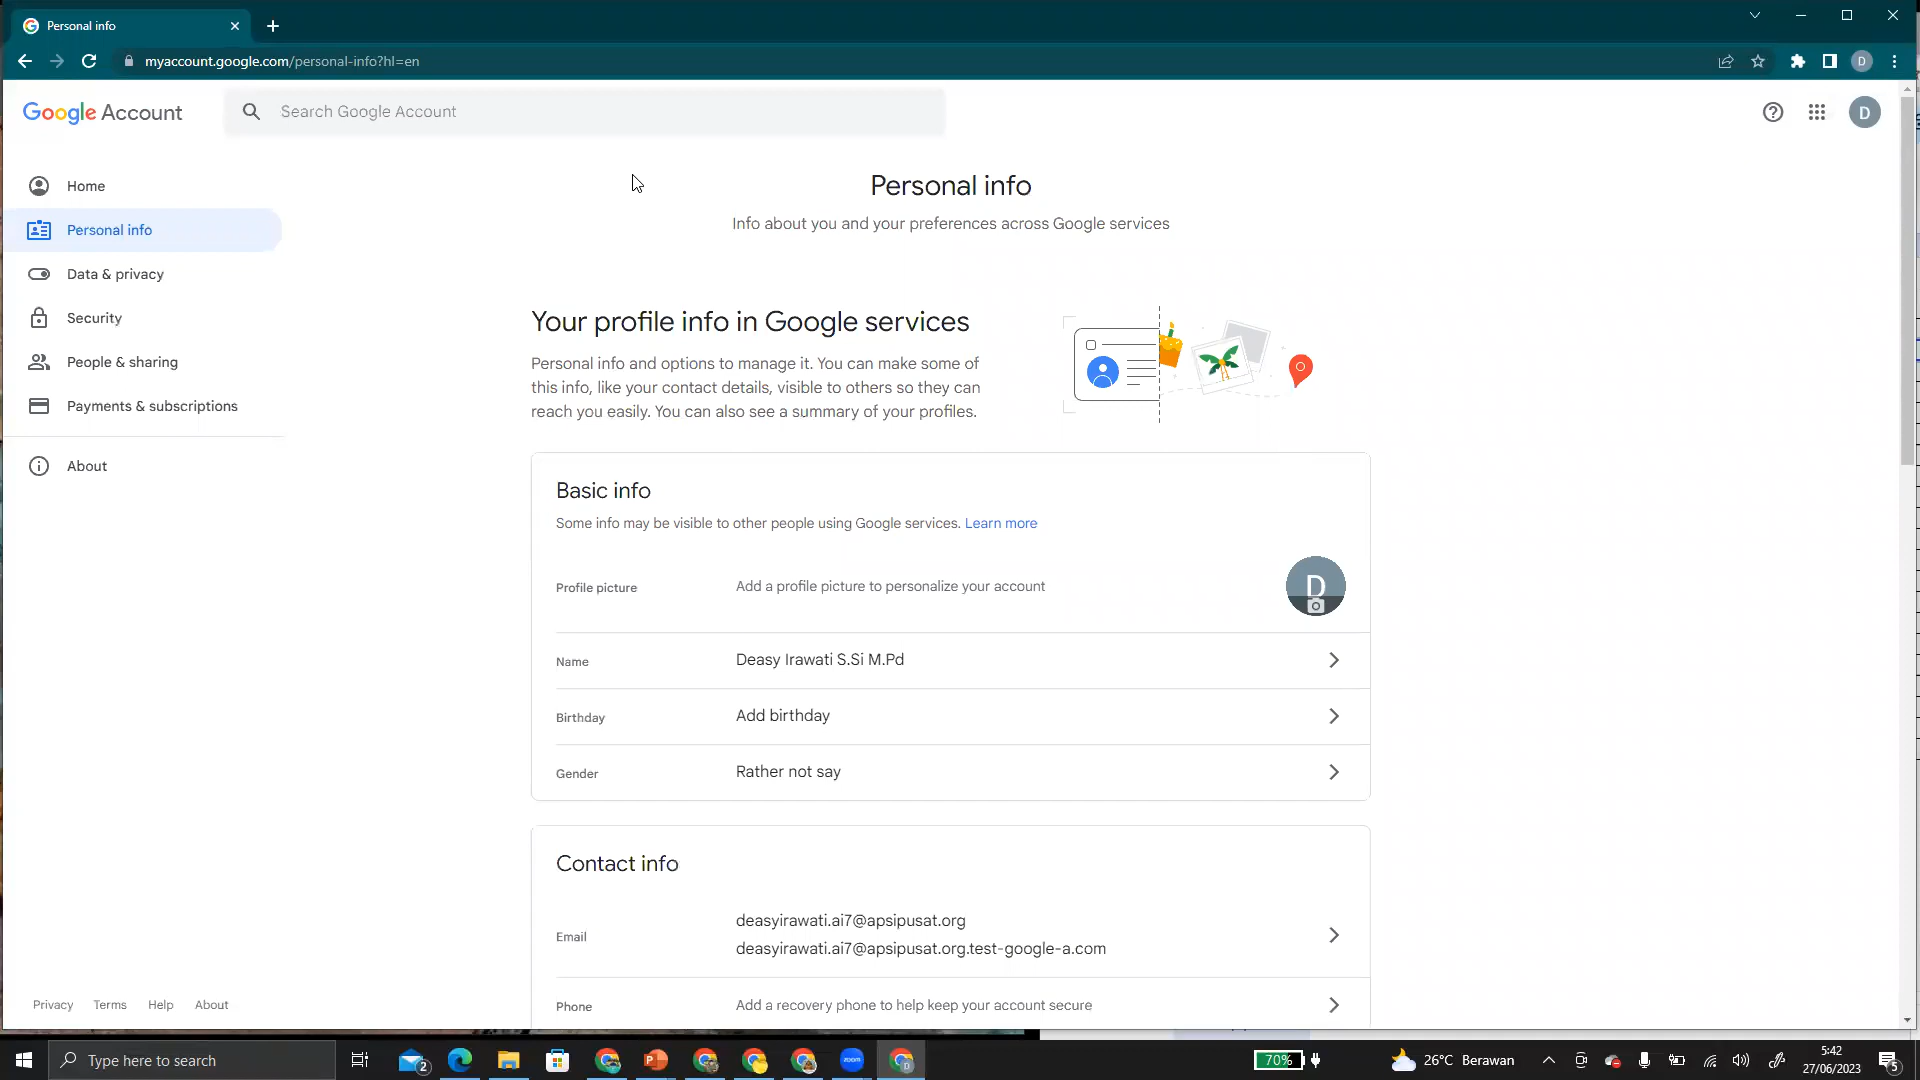 Personal info
myaccount.google.com/personal-info?hl=en
D
Google Account
Search Google Account
D
Home
Personal info
Data & privacy
Security
People & sharing
Payments & subscriptions
About
Personal info
Info about you and your preferences across Google services
Your profile info in Google services
Personal info and options to manage it. You can make some of
this info, like your contact details, visible to others so they can
reach you easily. You can also see a summary of your profiles.
Basic info
Some info may be visible to other people using Google services. Learn more
Profile picture
Add a profile picture to personalize your account
D
Name
Deasy Irawati S.Si M.Pd
Birthday
Add birthday
Gender
Rather not say
Contact info
Email
deasyirawati.ai7@apsipusat.org
deasyirawati.ai7@apsipusat.org.test-google-a.com
Phone
Add a recovery phone to help keep your account secure
Privacy
Terms
Help
About
Type here to search
2
zoom
D
70%
26°C Berawan
5:42
27/06/2023
5